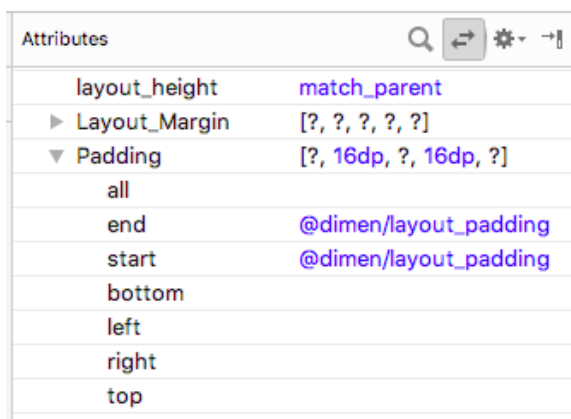 Attributes
layout_height match_parent
Layout_Margin [?, ?, ?, ?, ?]
Padding [?, 16dp, ?, 16dp, ?]
all
end @dimen/layout_padding
start @dimen/layout_padding
bottom
left
right
top